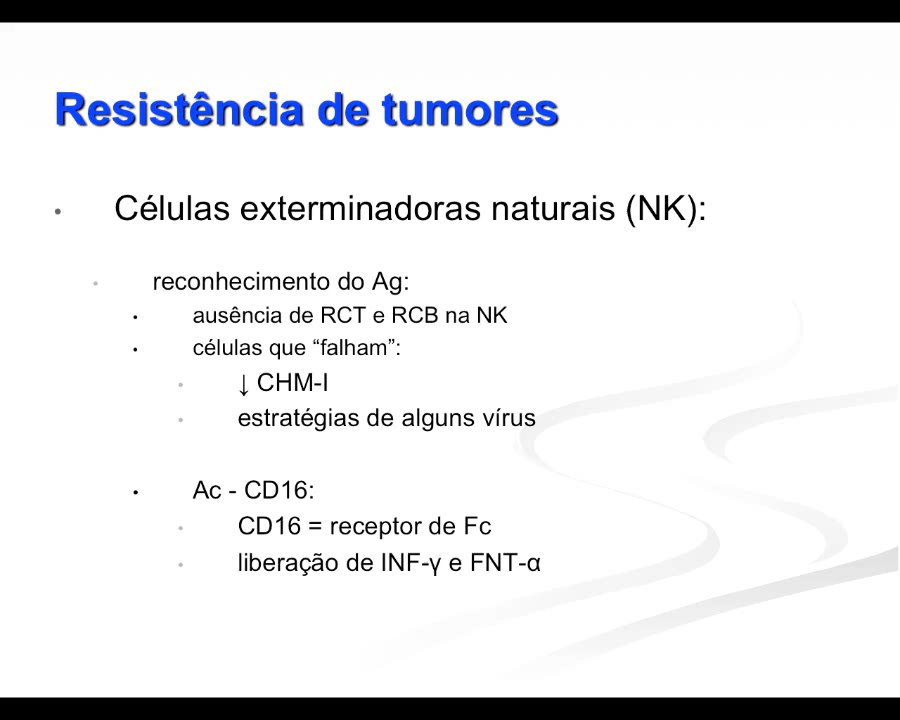 Resistência de tumores
• Células exterminadoras naturais (NK):
• reconhecimento do Ag:
• ausência de RCT e RCB na NK
• células que “falham”:
• ↓ CHM-I
• estratégias de alguns vírus
• Ac - CD16:
• CD16 = receptor de Fc
• liberação de INF-γ e FNT-α